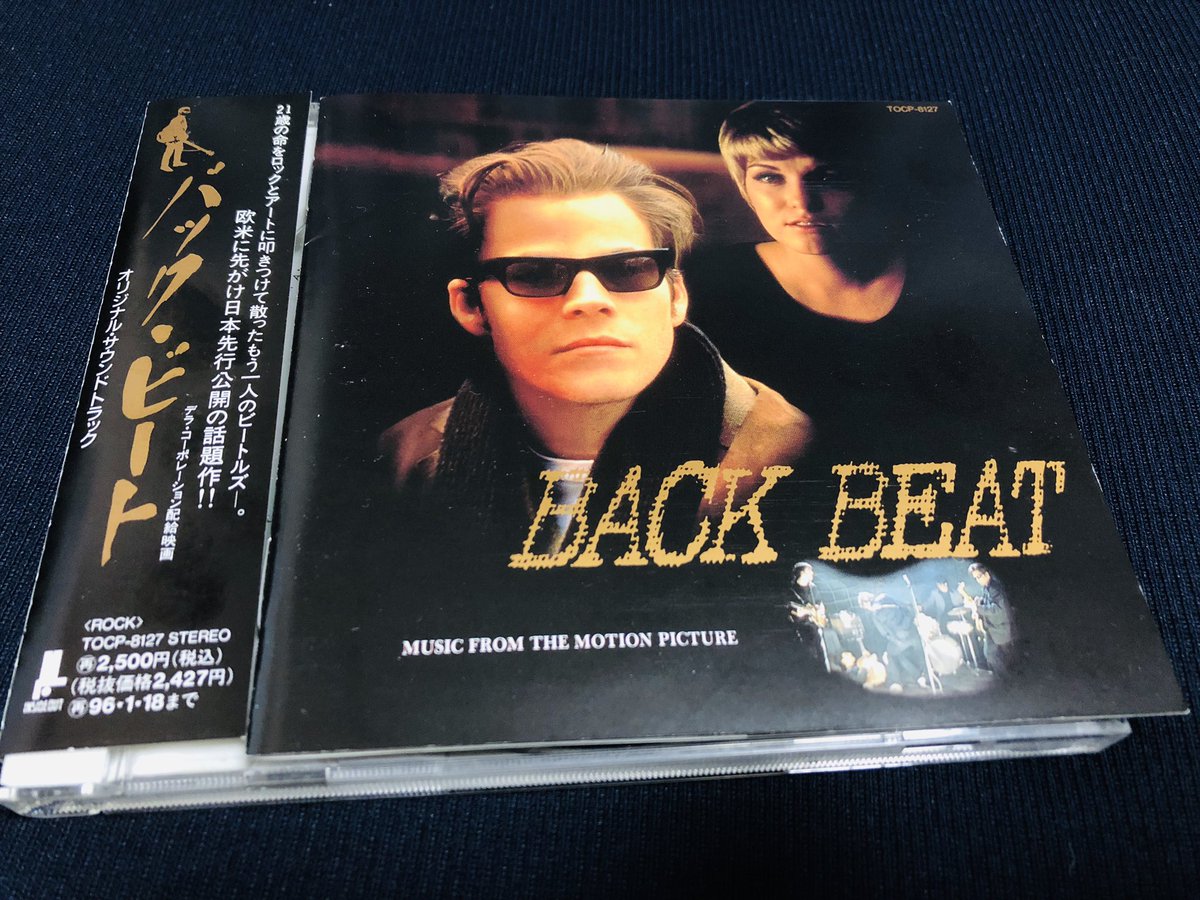 バック・ビート
オリジナル・サウンドトラック
21歳の命をロックとアートに叩きつけて散ったもう一人のビートルズ—。
欧米に先がけ日本先行公開の話題作!!
デラ・コーポレーション配給映画
〈ROCK〉
TOCP-8127 STEREO
再2,500円(税込)
(税抜価格2,427円)
再96・1・18まで
TOCP-8127
BACK BEAT
MUSIC FROM THE MOTION PICTURE